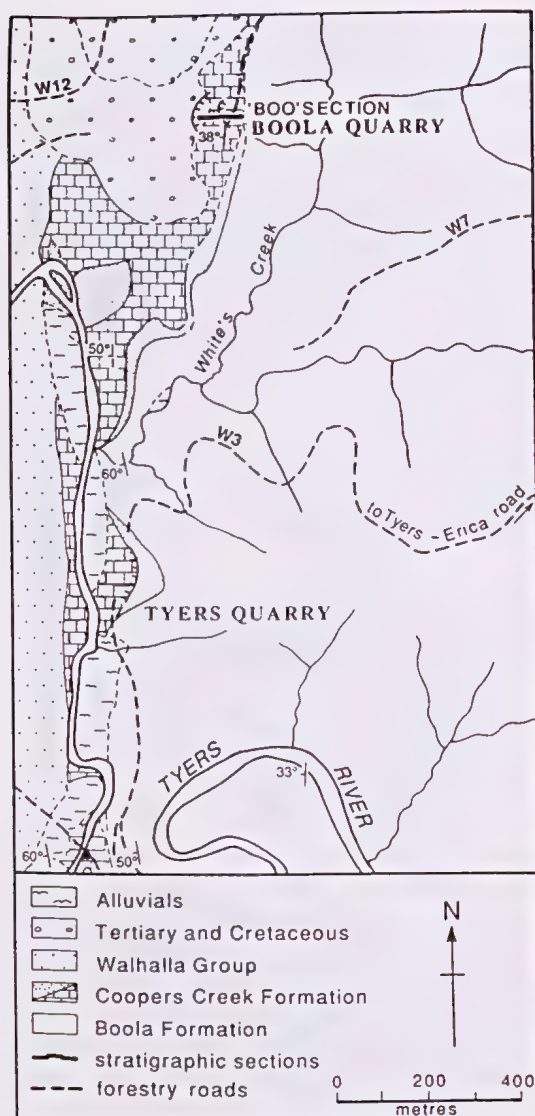 W12
'BOO' SECTION
BOOLA QUARRY
38°
W7
White's Creek
50°
W3
60°
to Tyers - Erica road
TYERS QUARRY
TYERS RIVER
33°
60°
50°
Alluvials
Tertiary and Cretaceous
Walhalla Group
Coopers Creek Formation
Boola Formation
stratigraphic sections
forestry roads
N
0 200 400
metres